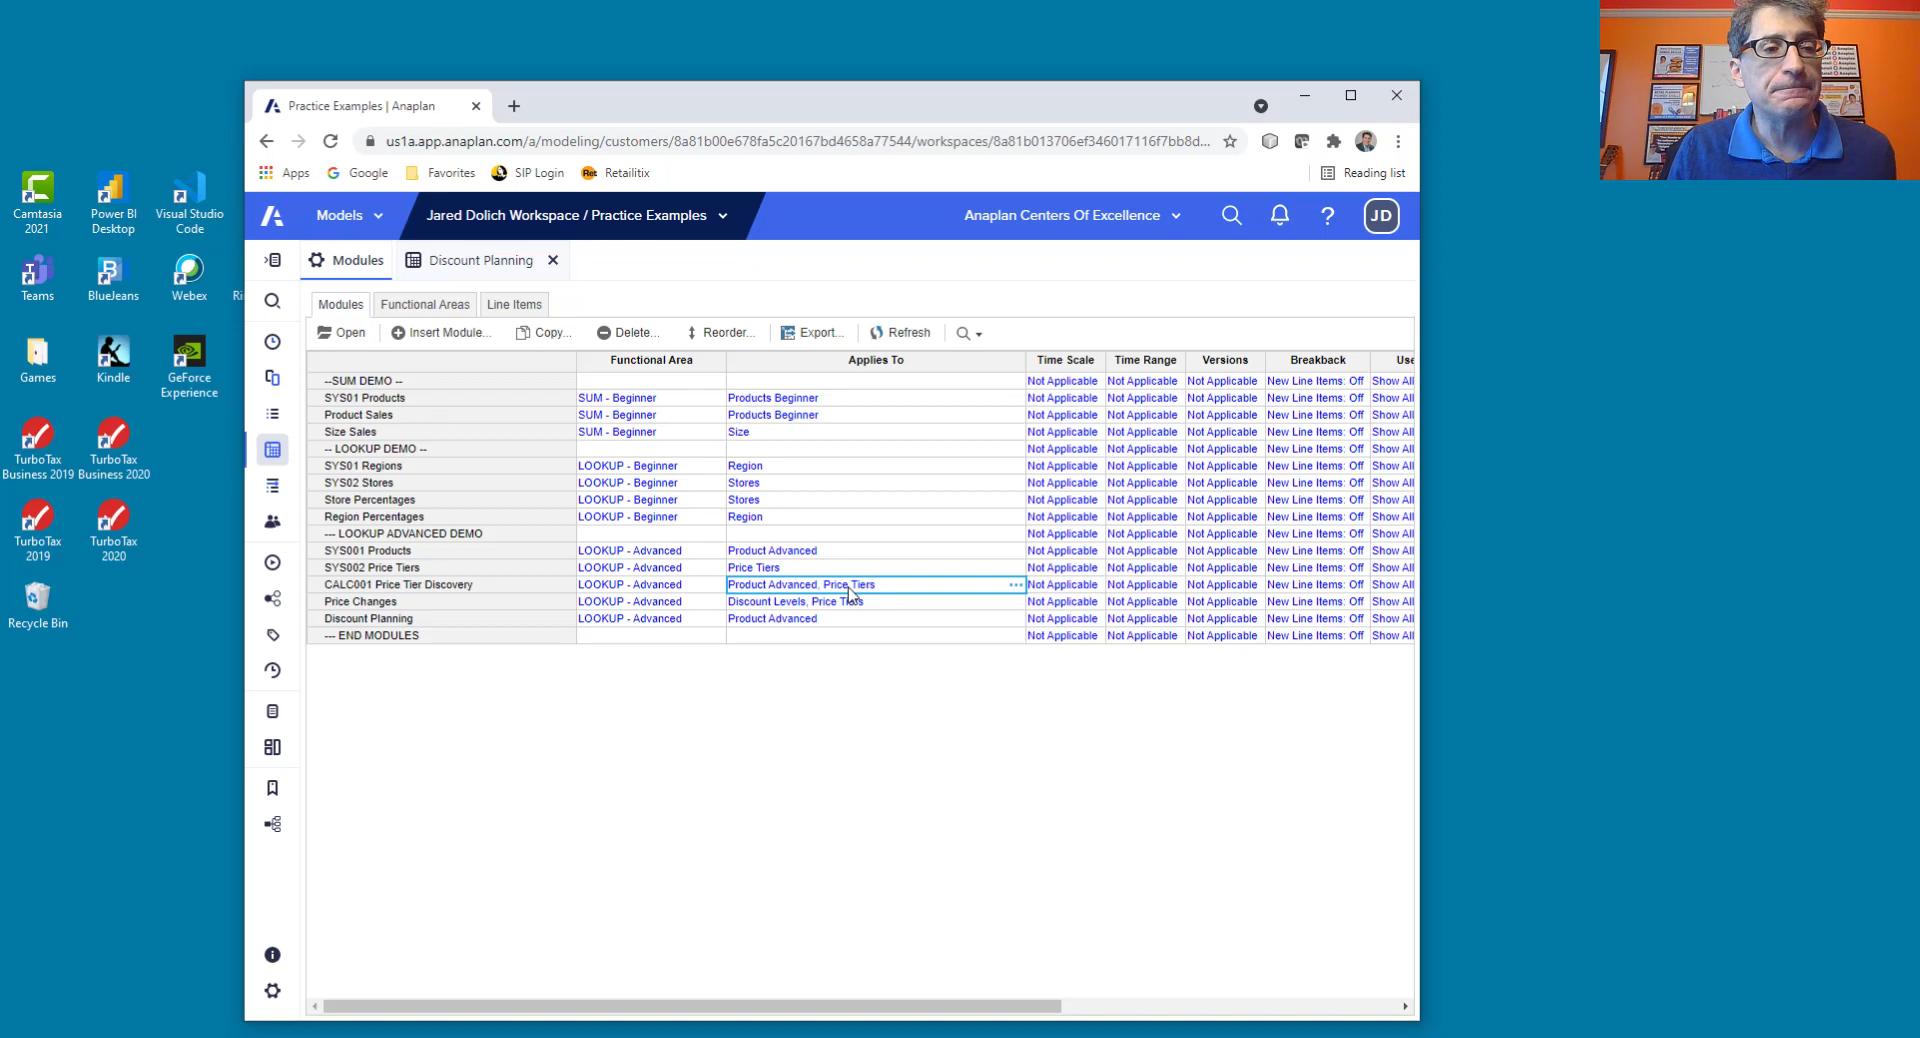 Practice Examples | Anaplan
us1a.app.anaplan.com/a/modeling/customers/8a81b00e678fa5c20167bd4658a77544/workspaces/8a81b013706ef346017116f7bb8d...
Apps Google Favorites SIP Login Retailitix Reading list
Models Jared Dolich Workspace / Practice Examples Anaplan Centers Of Excellence ? JD
Modules Discount Planning
Modules Functional Areas Line Items
Open Insert Module... Copy... Delete... Reorder... Export... Refresh
Functional Area Applies To Time Scale Time Range Versions Breakback Use
--SUM DEMO -- Not Applicable Not Applicable Not Applicable New Line Items: Off Show All
SYS01 Products SUM - Beginner Products Beginner Not Applicable Not Applicable Not Applicable New Line Items: Off Show All
Product Sales SUM - Beginner Products Beginner Not Applicable Not Applicable Not Applicable New Line Items: Off Show All
Size Sales SUM - Beginner Size Not Applicable Not Applicable Not Applicable New Line Items: Off Show All
-- LOOKUP DEMO -- Not Applicable Not Applicable Not Applicable New Line Items: Off Show All
SYS01 Regions LOOKUP - Beginner Region Not Applicable Not Applicable Not Applicable New Line Items: Off Show All
SYS02 Stores LOOKUP - Beginner Stores Not Applicable Not Applicable Not Applicable New Line Items: Off Show All
Store Percentages LOOKUP - Beginner Stores Not Applicable Not Applicable Not Applicable New Line Items: Off Show All
Region Percentages LOOKUP - Beginner Region Not Applicable Not Applicable Not Applicable New Line Items: Off Show All
--- LOOKUP ADVANCED DEMO Not Applicable Not Applicable Not Applicable New Line Items: Off Show All
SYS001 Products LOOKUP - Advanced Product Advanced Not Applicable Not Applicable Not Applicable New Line Items: Off Show All
SYS002 Price Tiers LOOKUP - Advanced Price Tiers Not Applicable Not Applicable Not Applicable New Line Items: Off Show All
CALC001 Price Tier Discovery LOOKUP - Advanced Product Advanced, Price Tiers ... Not Applicable Not Applicable Not Applicable New Line Items: Off Show All
Price Changes LOOKUP - Advanced Discount Levels, Price Tiers Not Applicable Not Applicable Not Applicable New Line Items: Off Show All
Discount Planning LOOKUP - Advanced Product Advanced Not Applicable Not Applicable Not Applicable New Line Items: Off Show All
--- END MODULES Not Applicable Not Applicable Not Applicable New Line Items: Off Show All
Camtasia 2021
Power BI Desktop
Visual Studio Code
Teams
BlueJeans
Webex
Ri
Games
Kindle
GeForce Experience
TurboTax Business 2019
TurboTax Business 2020
TurboTax 2019
TurboTax 2020
Recycle Bin